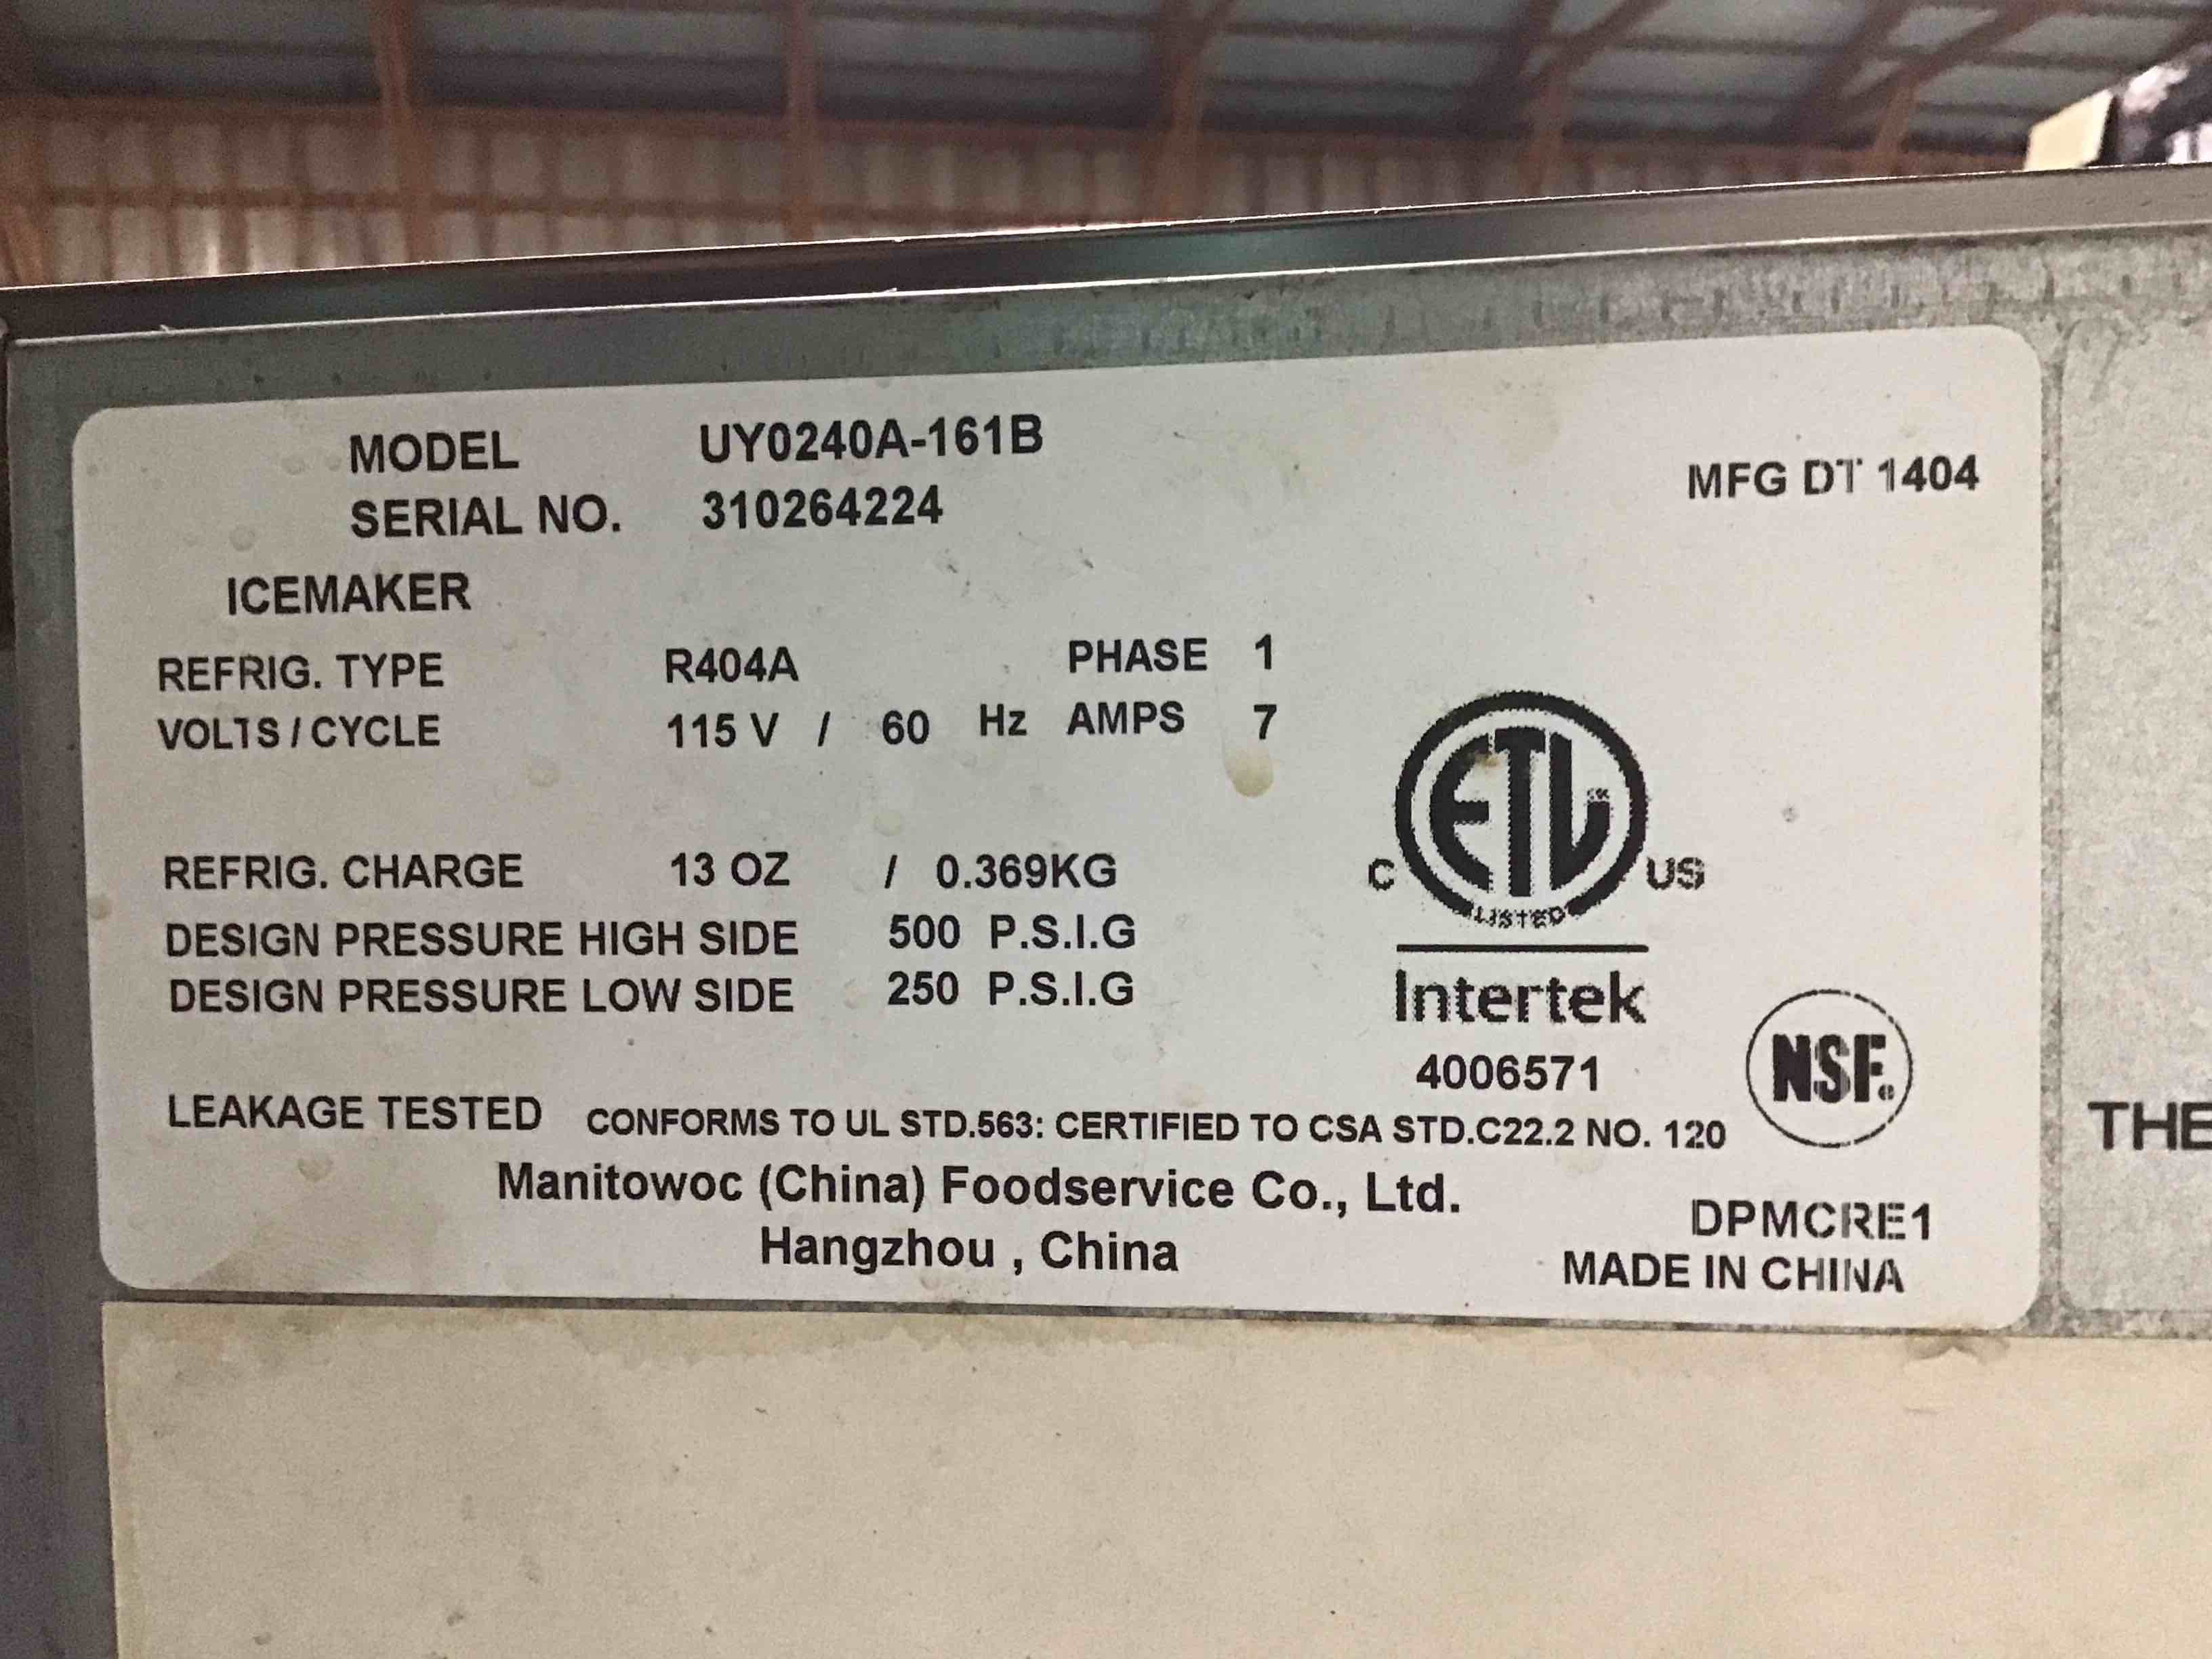 MODEL UY0240A-161B
MFG DT 1404
SERIAL NO. 310264224
ICEMAKER
REFRIG. TYPE R404A PHASE 1
VOLTS / CYCLE 115 V / 60 Hz AMPS 7
ETL
C US
LISTED
REFRIG. CHARGE 13 OZ / 0.369KG
DESIGN PRESSURE HIGH SIDE 500 P.S.I.G
DESIGN PRESSURE LOW SIDE 250 P.S.I.G
Intertek
4006571
NSF.
LEAKAGE TESTED CONFORMS TO UL STD.563: CERTIFIED TO CSA STD.C22.2 NO. 120
THE
Manitowoc (China) Foodservice Co., Ltd.
Hangzhou , China
DPMCRE1
MADE IN CHINA